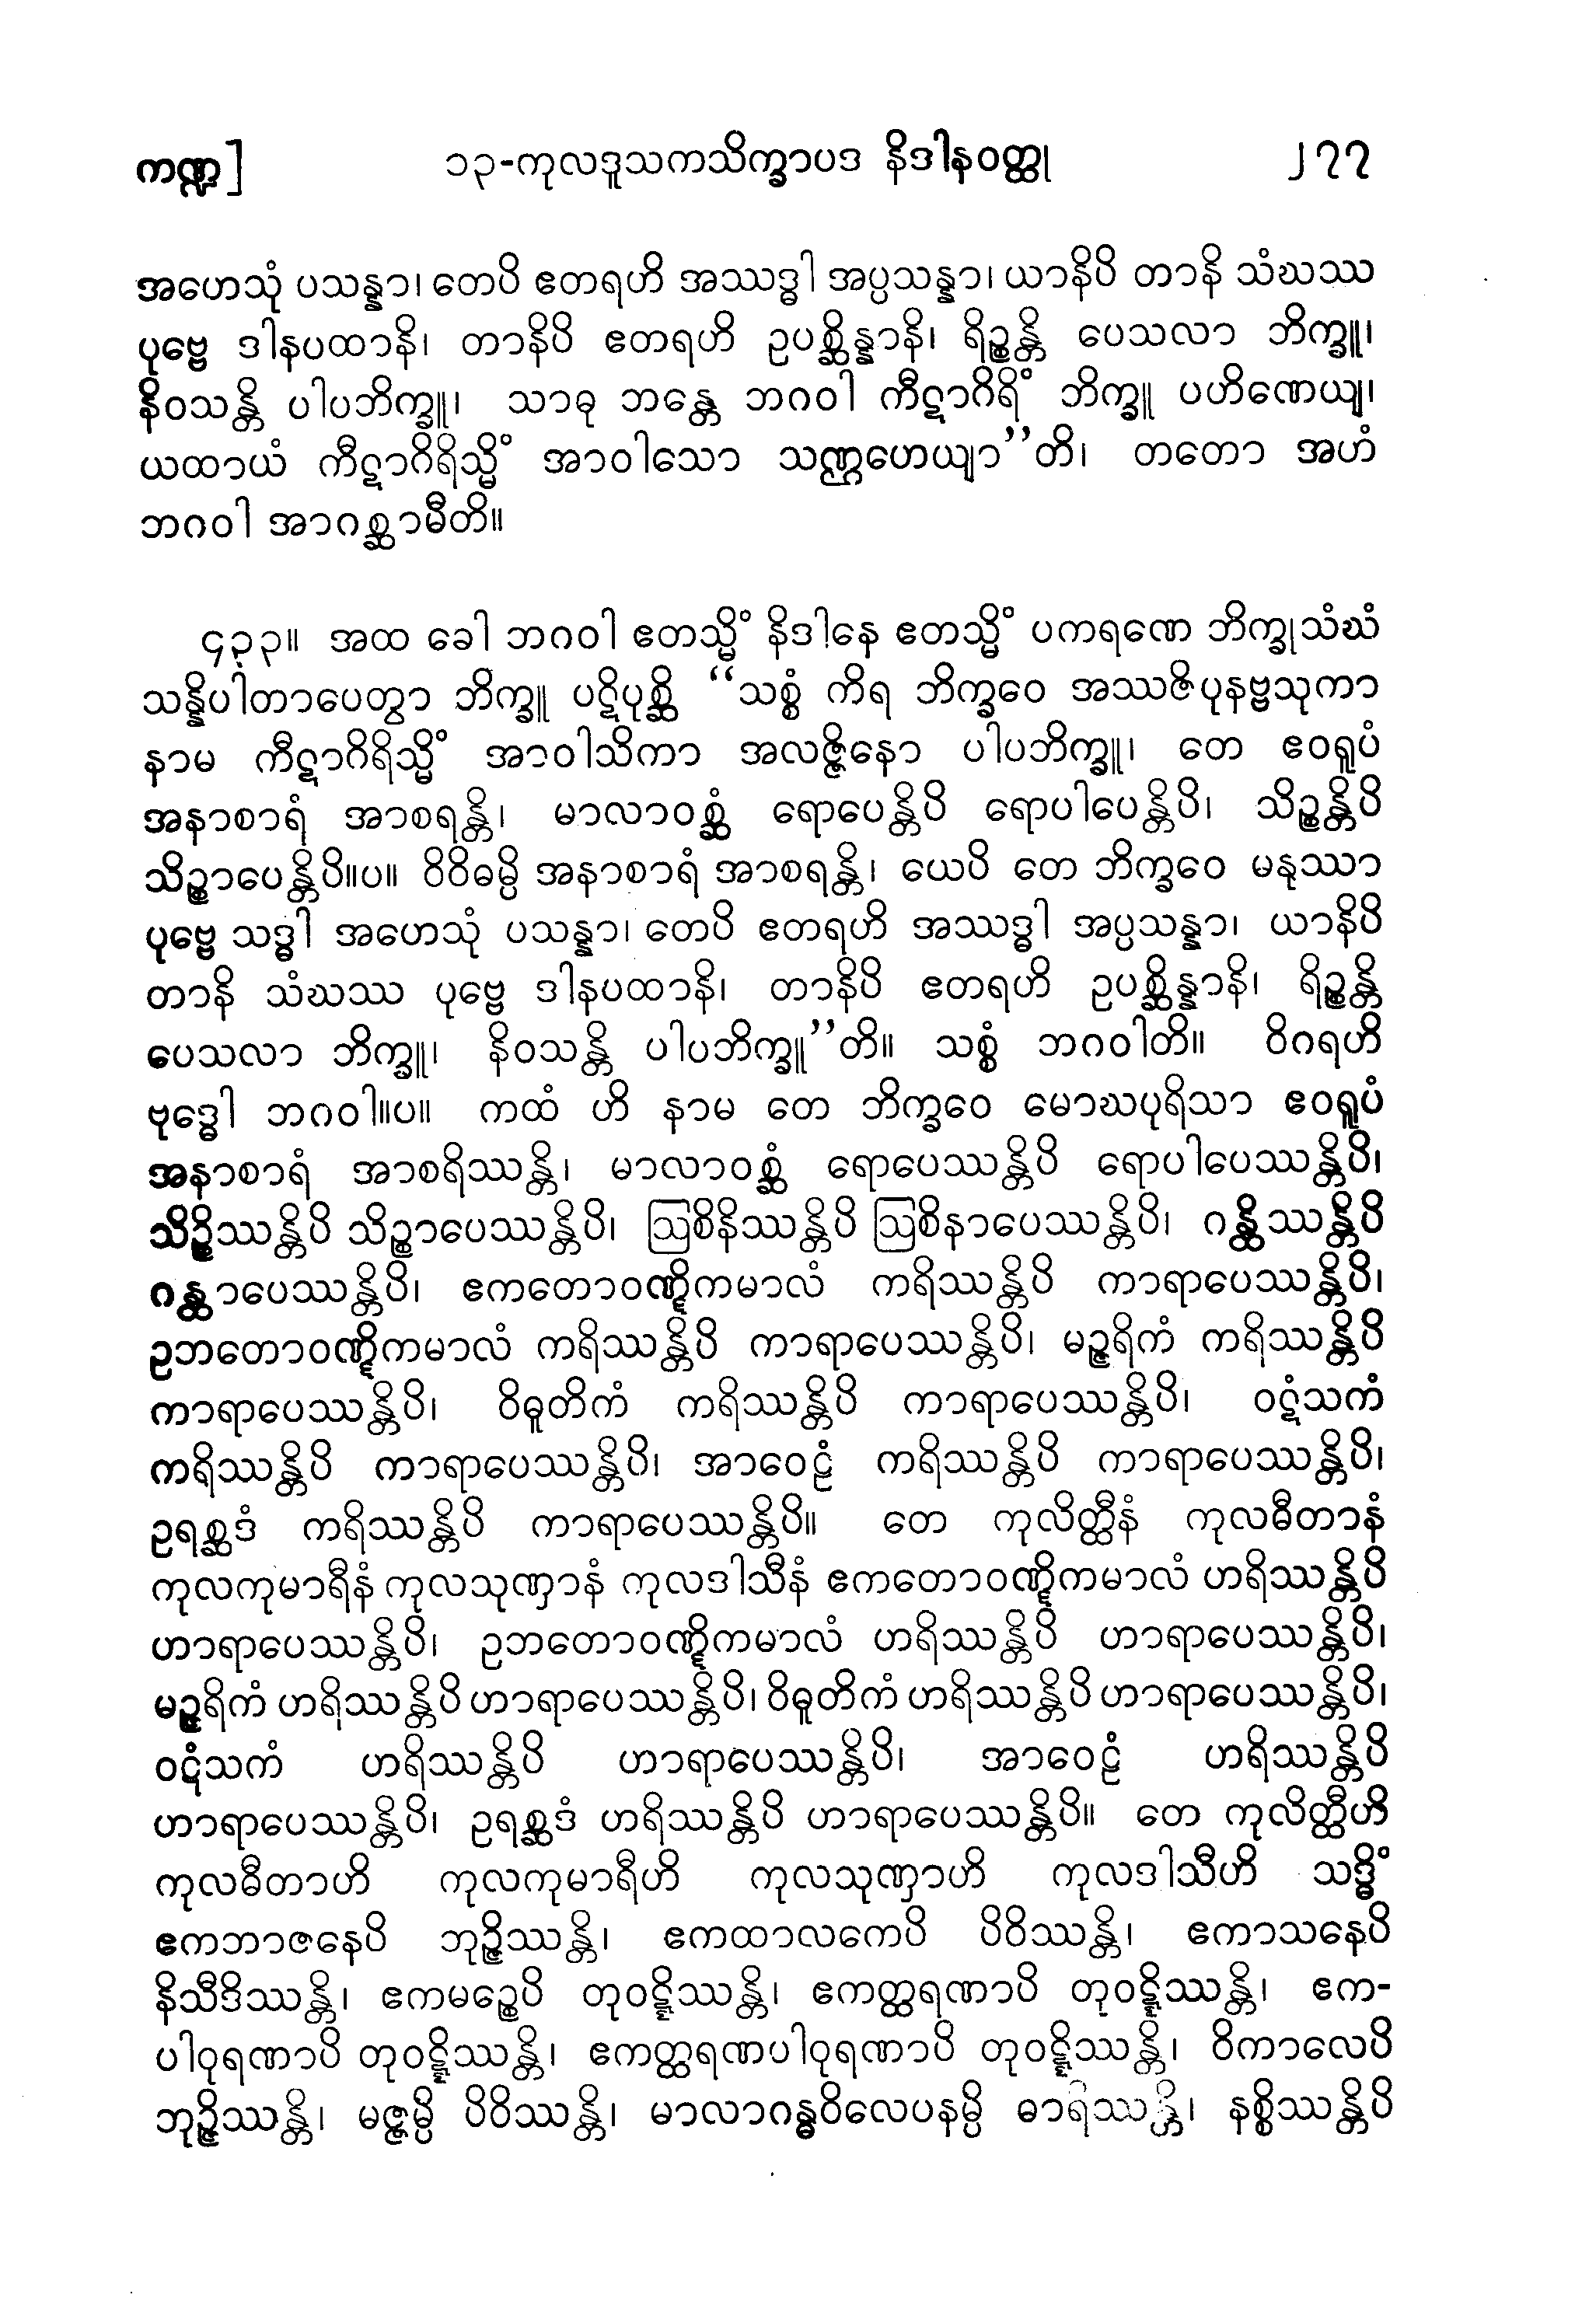 ကဏ္ဍ] ၁၃-ကုလဒူသကသိက္ခာပဒ နိဒါနဝတ္ထု ၂၇၇
အဟေသုံ ပသန္နာ၊ တေပိ ဧတရဟိ အဿဒ္ဓါ အပ္ပသန္နာ၊ ယာနိပိ တာနိ သံဃဿ
ပုဗ္ဗေ ဒါနပထာနိ၊ တာနိပိ ဧတရဟိ ဥပစ္ဆိန္နာနိ၊ ရိဉ္စန္တိ ပေသလာ ဘိက္ခူ၊
နိဝသန္တိ ပါပဘိက္ခူ၊ သာဓု ဘန္တေ ဘဂဝါ ကီဋာဂိရိံ ဘိက္ခူ ပဟိဏေယျ၊
ယထာယံ ကီဋာဂိရိသ္မိံ အာဝါသော သဏ္ဌဟေယျာ”တိ၊ တတော အဟံ
ဘဂဝါ အာဂစ္ဆာမီတိ။
၄၃၃။ အထ ခေါ ဘဂဝါ ဧတသ္မိံ နိဒါနေ ဧတသ္မိံ ပကရဏေ ဘိက္ခုသံဃံ
သန္နိပါတာပေတွာ ဘိက္ခူ ပဋိပုစ္ဆိ “သစ္စံ ကိရ ဘိက္ခဝေ အဿဇိပုနဗ္ဗသုကာ
နာမ ကီဋာဂိရိသ္မိံ အာဝါသိကာ အလဇ္ဇိနော ပါပဘိက္ခူ၊ တေ ဧဝရူပံ
အနာစာရံ အာစရန္တိ၊ မာလာဝစ္ဆံ ရောပေန္တိပိ ရောပါပေန္တိပိ၊ သိဉ္စန္တိပိ
သိဉ္စာပေန္တိပိ။ပ။ ဝိဝိဓမ္ပိ အနာစာရံ အာစရန္တိ၊ ယေပိ တေ ဘိက္ခဝေ မနုဿာ
ပုဗ္ဗေ သဒ္ဓါ အဟေသုံ ပသန္နာ၊ တေပိ ဧတရဟိ အဿဒ္ဓါ အပ္ပသန္နာ၊ ယာနိပိ
တာနိ သံဃဿ ပုဗ္ဗေ ဒါနပထာနိ၊ တာနိပိ ဧတရဟိ ဥပစ္ဆိန္နာနိ၊ ရိဉ္စန္တိ
ပေသလာ ဘိက္ခူ၊ နိဝသန္တိ ပါပဘိက္ခူ”တိ။ သစ္စံ ဘဂဝါတိ။ ဝိဂရဟိ
ဗုဒ္ဓေါ ဘဂဝါ။ပ။ ကထံ ဟိ နာမ တေ ဘိက္ခဝေ မောဃပုရိသာ ဧဝရူပံ
အနာစာရံ အာစရိဿန္တိ၊ မာလာဝစ္ဆံ ရောပေဿန္တိပိ ရောပါပေဿန္တိပိ၊
သိဉ္စိဿန္တိပိ သိဉ္စာပေဿန္တိပိ၊ ဩစိနိဿန္တိပိ ဩစိနာပေဿန္တိပိ၊ ဂန္ထိဿန္တိပိ
ဂန္ထာပေဿန္တိပိ၊ ဧကတောဝဏ္ဋိကမာလံ ကရိဿန္တိပိ ကာရာပေဿန္တိပိ၊
ဥဘတောဝဏ္ဋိကမာလံ ကရိဿန္တိပိ ကာရာပေဿန္တိပိ၊ မဉ္ဇရိကံ ကရိဿန္တိပိ
ကာရာပေဿန္တိပိ၊ ဝိဓူတိကံ ကရိဿန္တိပိ ကာရာပေဿန္တိပိ၊ ဝဋံသကံ
ကရိဿန္တိပိ ကာရာပေဿန္တိပိ၊ အာဝေဠံ ကရိဿန္တိပိ ကာရာပေဿန္တိပိ၊
ဥရစ္ဆဒံ ကရိဿန္တိပိ ကာရာပေဿန္တိပိ။ တေ ကုလိတ္ထီနံ ကုလဓီတာနံ
ကုလကုမာရီနံ ကုလသုဏှာနံ ကုလဒါသီနံ ဧကတောဝဏ္ဋိကမာလံ ဟရိဿန္တိပိ
ဟာရာပေဿန္တိပိ၊ ဥဘတောဝဏ္ဋိကမာလံ ဟရိဿန္တိပိ ဟာရာပေဿန္တိပိ၊
မဉ္ဇရိကံ ဟရိဿန္တိပိ ဟာရာပေဿန္တိပိ၊ ဝိဓူတိကံ ဟရိဿန္တိပိ ဟာရာပေဿန္တိပိ၊
ဝဋံသကံ ဟရိဿန္တိပိ ဟာရာပေဿန္တိပိ၊ အာဝေဠံ ဟရိဿန္တိပိ
ဟာရာပေဿန္တိပိ၊ ဥရစ္ဆဒံ ဟရိဿန္တိပိ ဟာရာပေဿန္တိပိ။ တေ ကုလိတ္ထီဟိ
ကုလဓီတာဟိ ကုလကုမာရီဟိ ကုလသုဏှာဟိ ကုလဒါသီဟိ သဒ္ဓိံ
ဧကဘာဇနေပိ ဘုဉ္ဇိဿန္တိ၊ ဧကထာလကေပိ ပိဝိဿန္တိ၊ ဧကာသနေပိ
နိသီဒိဿန္တိ၊ ဧကမဉ္စေပိ တုဝဋ္ဋိဿန္တိ၊ ဧကတ္ထရဏာပိ တုဝဋ္ဋိဿန္တိ၊ ဧက-
ပါဝုရဏာပိ တုဝဋ္ဋိဿန္တိ၊ ဧကတ္ထရဏပါဝုရဏာပိ တုဝဋ္ဋိဿန္တိ၊ ဝိကာလေပိ
ဘုဉ္ဇိဿန္တိ၊ မဇ္ဇမ္ပိ ပိဝိဿန္တိ၊ မာလာဂန္ဓဝိလေပနမ္ပိ ဓာရိဿန္တိ၊ နစ္စိဿန္တိပိ